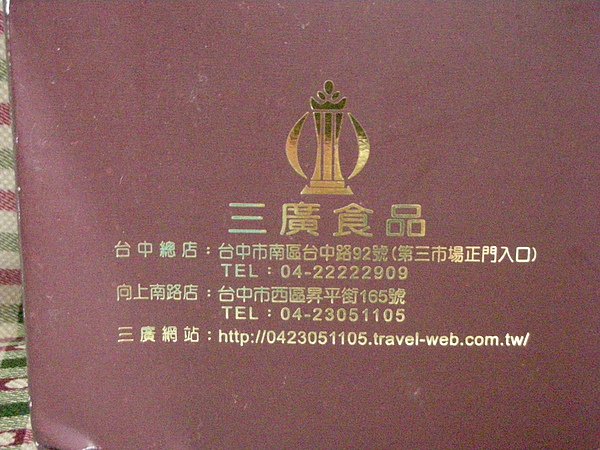 三廣食品
台中總店：台中市南區台中路92號(第三市場正門入口)
TEL：04-22222909
向上南路店：台中市西區昇平街165號
TEL：04-23051105
三廣網站：http://0423051105.travel-web.com.tw/